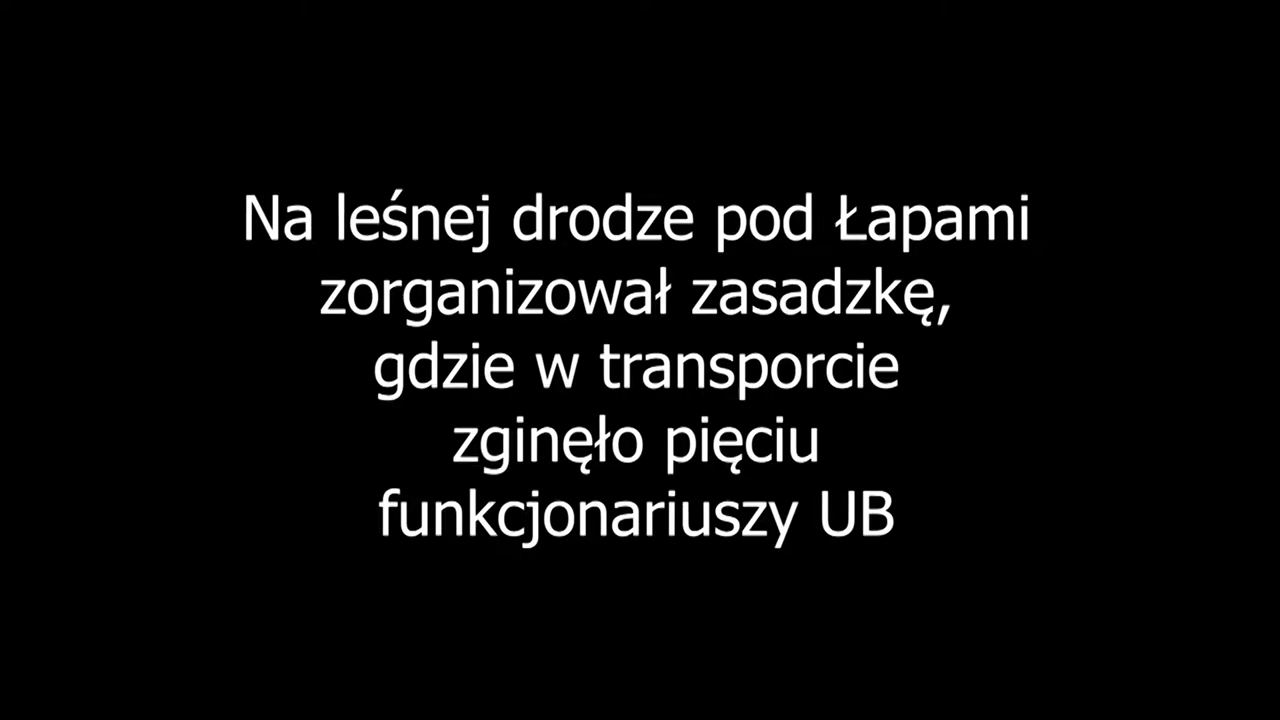 Na leśnej drodze pod Łapami
zorganizował zasadzkę,
gdzie w transporcie
zginęło pięciu
funkcjonariuszy UB